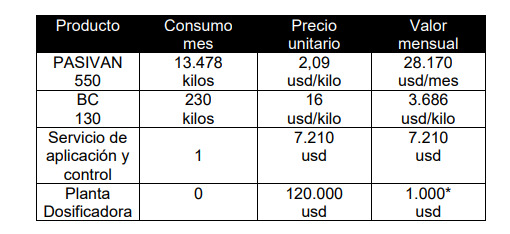 Producto Consumo mes Precio unitario Valor mensual
PASIVAN 550 13.478 kilos 2,09 usd/kilo 28.170 usd/mes
BC 130 230 kilos 16 usd/kilo 3.686 usd/kilo
Servicio de aplicación y control 1 7.210 usd 7.210 usd
Planta Dosificadora 0 120.000 usd 1.000* usd